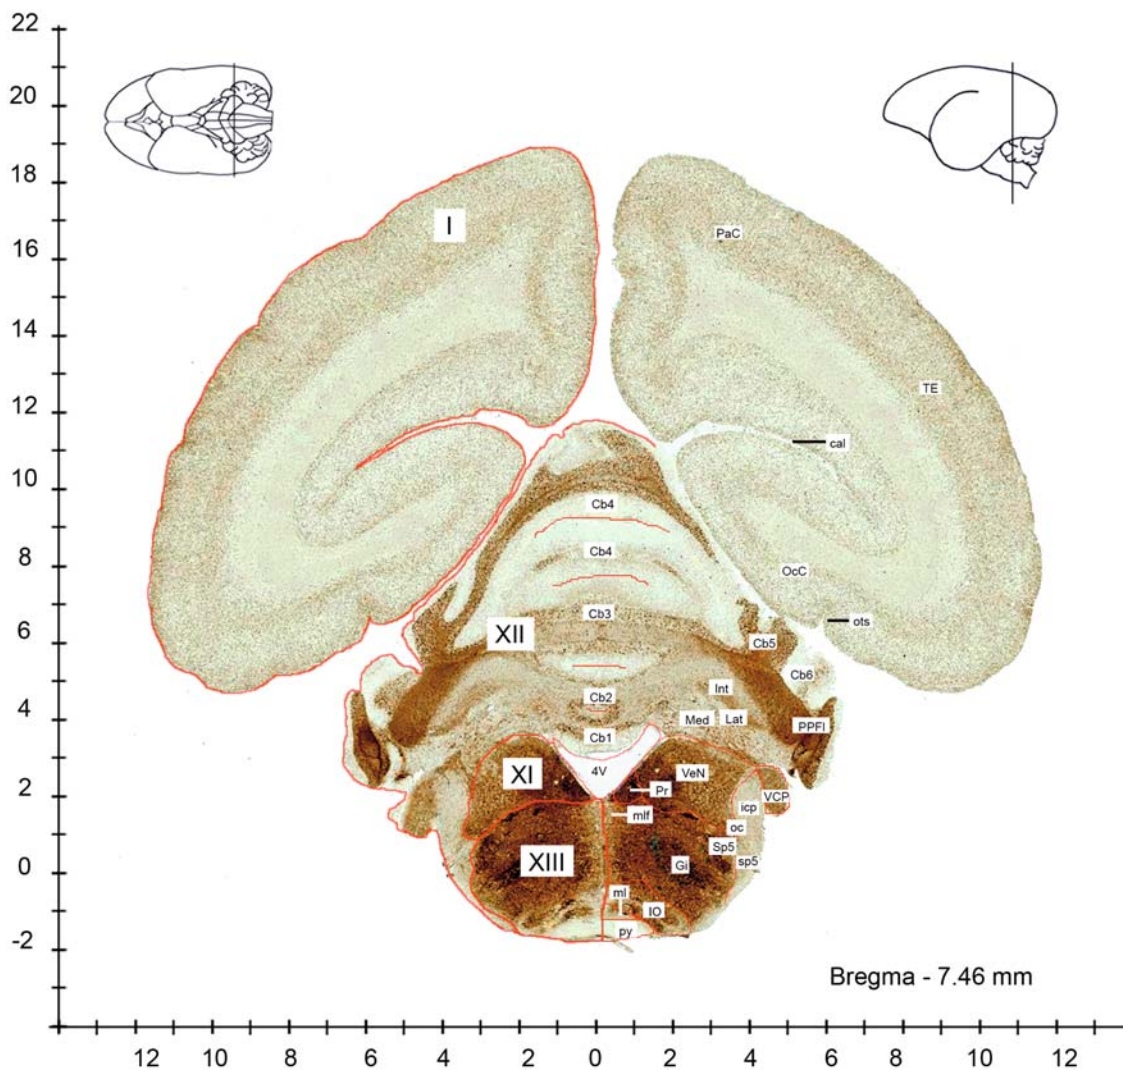 22
20
18
16
14
12
10
8
6
4
2
0
-2
I
PaC
TE
cal
Cb4
Cb4
OcC
Cb3
ots
XII
Cb5
Cb6
Int
Cb2
Med
Lat
PPFl
Cb1
XI
4V
VeN
Pr
VCP
icp
mlf
oc
Sp5
sp5
XIII
Gi
ml
IO
py
Bregma - 7.46 mm
12 10 8 6 4 2 0 2 4 6 8 10 12